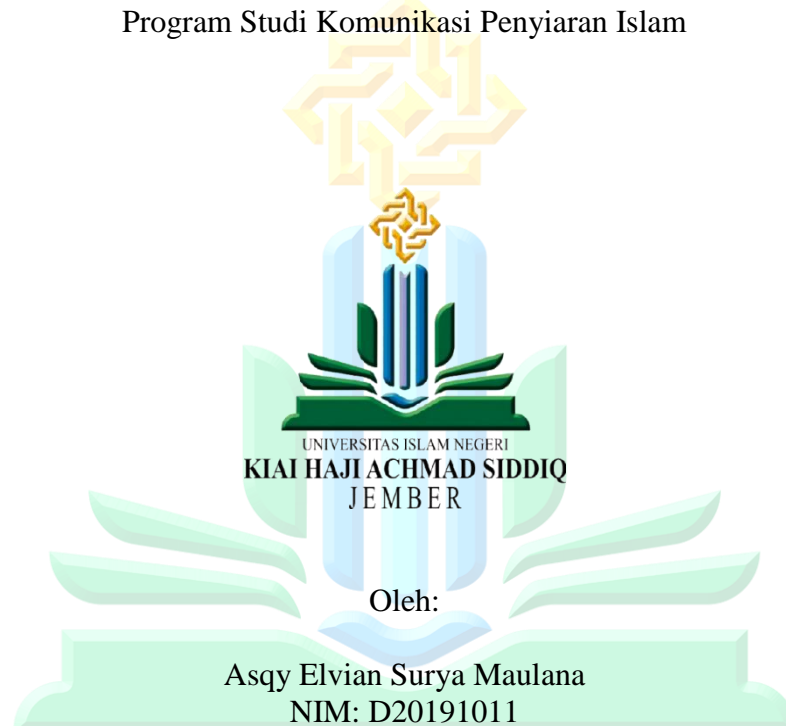 Program Studi Komunikasi Penyiaran Islam
UNIVERSITAS ISLAM NEGERI
KIAI HAJI ACHMAD SIDDIQ
JEMBER
Oleh:
Asqy Elvian Surya Maulana
NIM: D20191011